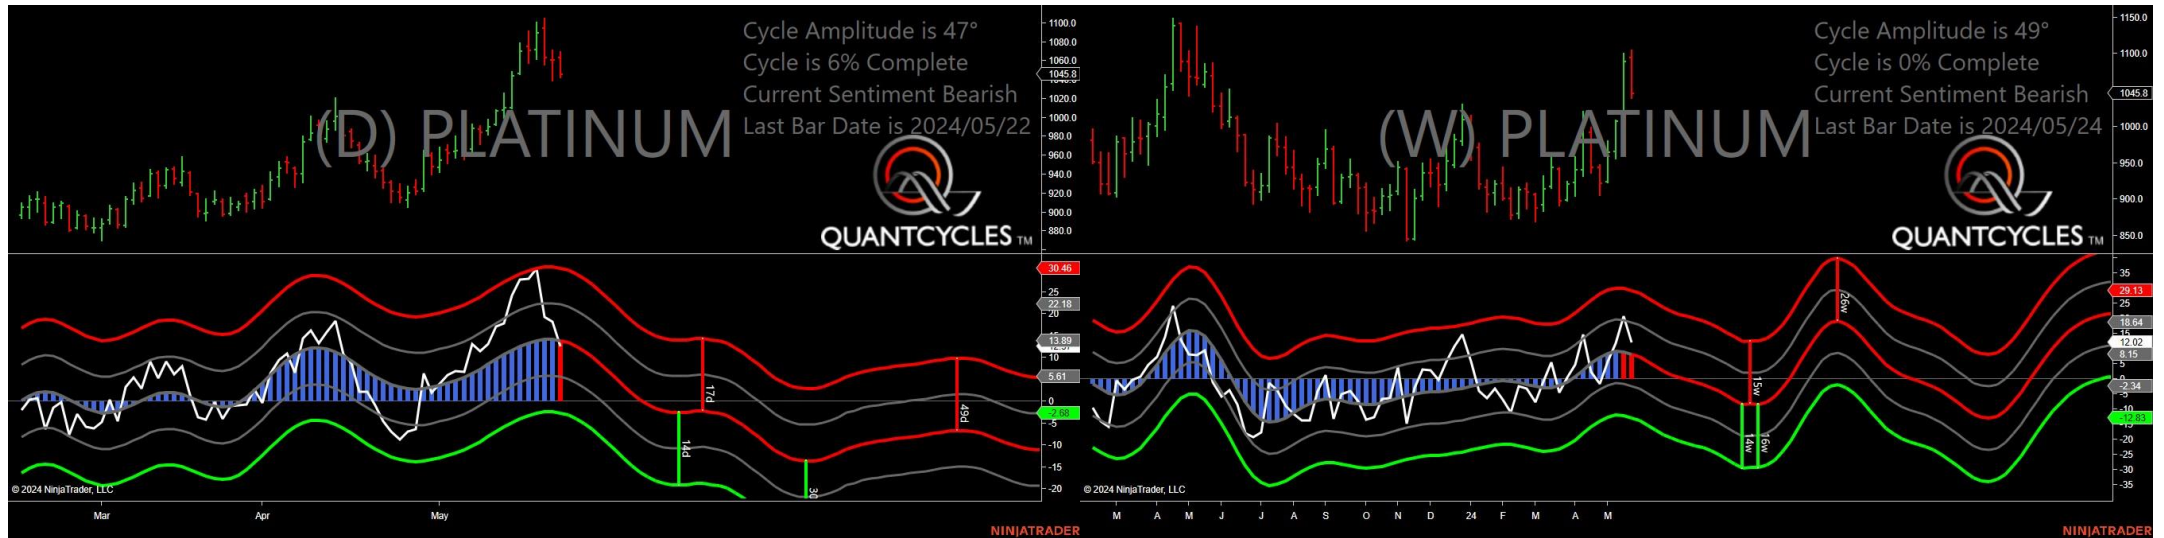 Cycle Amplitude is 47°
Cycle is 6% Complete
Current Sentiment Bearish
Last Bar Date is 2024/05/22
(D) PLATINUM
QUANTCYCLES TM
1100.0
1080.0
1060.0
1045.8
1020.0
1000.0
980.0
960.0
940.0
920.0
900.0
880.0
30.46
25
22.18
20
13.89
10
5.61
0
-2.68
-5
-10
-15
-20
14d
17d
49d
© 2024 NinjaTrader, LLC
Mar Apr May
NINJATRADER
Cycle Amplitude is 49°
Cycle is 0% Complete
Current Sentiment Bearish
Last Bar Date is 2024/05/24
(W) PLATINUM
QUANTCYCLES TM
1150.0
1100.0
1045.8
1000.0
950.0
900.0
850.0
35
29.13
25
18.64
15
12.02
8.15
5
-2.34
-5
-10
-12.83
-20
-25
-30
-35
14w
15w
16w
26w
© 2024 NinjaTrader, LLC
M A M J J A S O N D 24 F M A M
NINJATRADER